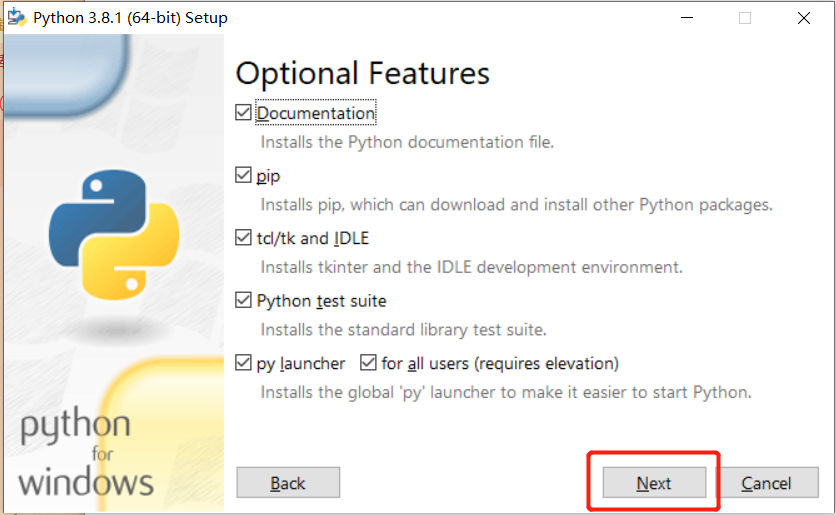 Python 3.8.1 (64-bit) Setup
Optional Features
Documentation
Installs the Python documentation file.
pip
Installs pip, which can download and install other Python packages.
tcl/tk and IDLE
Installs tkinter and the IDLE development environment.
Python test suite
Installs the standard library test suite.
py launcher for all users (requires elevation)
Installs the global 'py' launcher to make it easier to start Python.
python
for
windows
Back Next Cancel